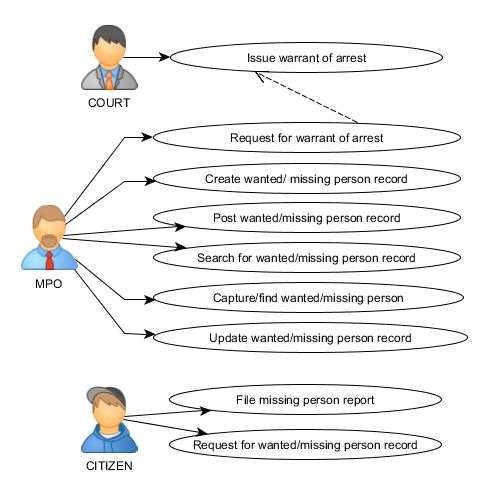 Issue warrant of arrest
COURT
Request for warrant of arrest
Create wanted/ missing person record
Post wanted/missing person record
Search for wanted/missing person record
MPO
Capture/find wanted/missing person
Update wanted/missing person record
File missing person report
Request for wanted/missing person record
CITIZEN